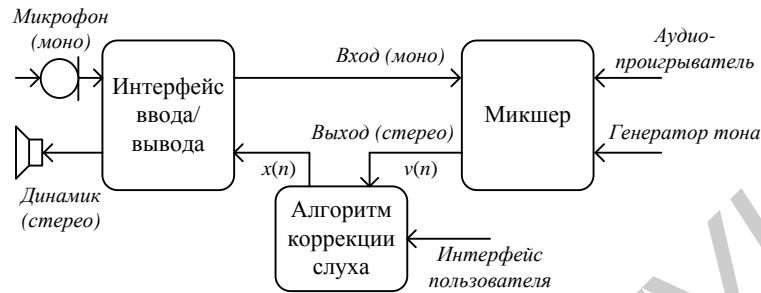 Микрофон
(моно)
Интерфейс
ввода/
вывода
Динамик
(стерео)
Вход (моно)
Выход (стерео)
x(n)
v(n)
Микшер
Аудио-
проигрыватель
Генератор тона
Алгоритм
коррекции
слуха
Интерфейс
пользователя